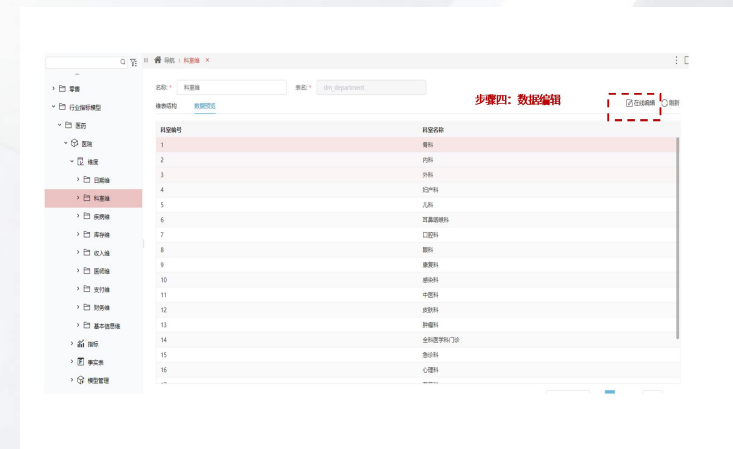 导航
科室维 ×
零售
行业指标模型
医药
医院
维度
日期维
科室维
疾病维
库存维
收入维
医师维
支付维
财务维
基本信息维
指标
事实表
模型管理
名称: * 科室维 表名: * dim_department
维表结构 数据预览
步骤四：数据编辑
在线编辑 刷新
科室编号 科室名称
1 骨科
2 内科
3 外科
4 妇产科
5 儿科
6 耳鼻咽喉科
7 口腔科
8 眼科
9 康复科
10 感染科
11 中医科
12 皮肤科
13 肿瘤科
14 全科医学科门诊
15 急诊科
16 心理科